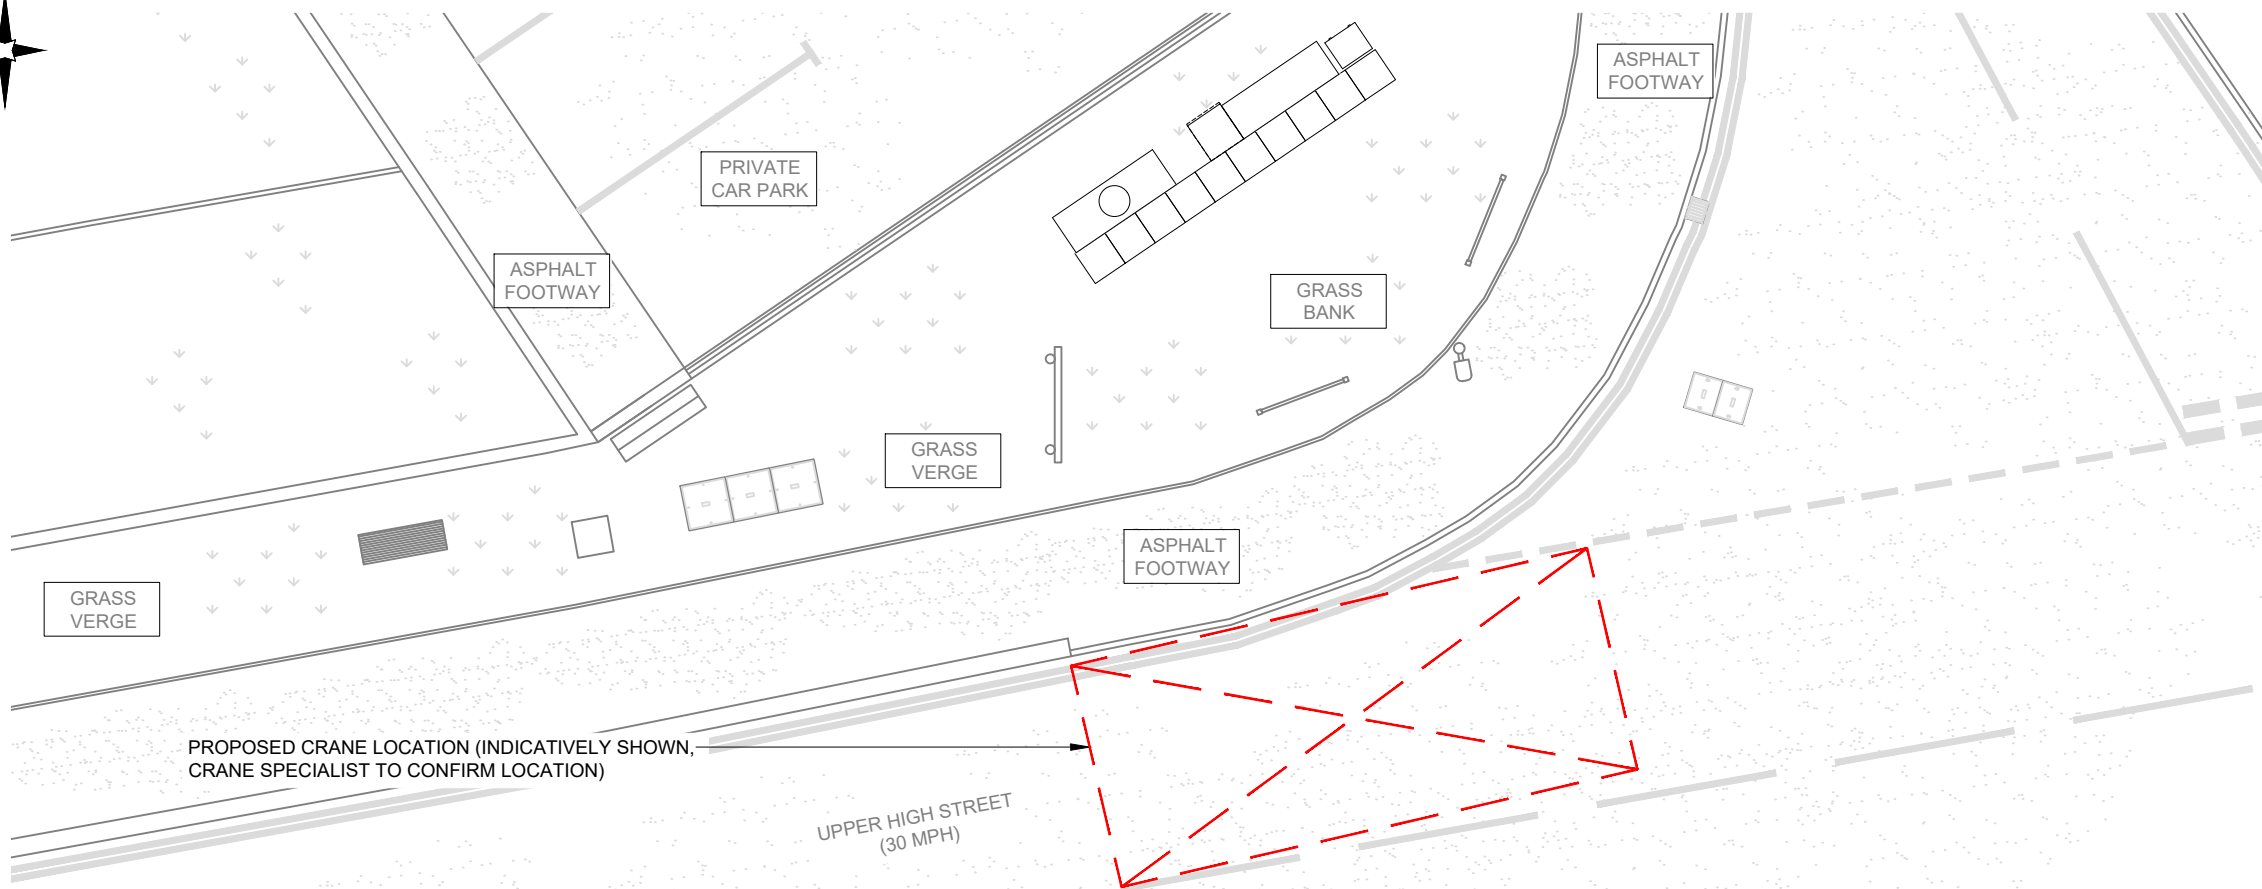 ASPHALT
FOOTWAY
PRIVATE
CAR PARK
ASPHALT
FOOTWAY
GRASS
BANK
GRASS
VERGE
ASPHALT
FOOTWAY
GRASS
VERGE
PROPOSED CRANE LOCATION (INDICATIVELY SHOWN,
CRANE SPECIALIST TO CONFIRM LOCATION)
UPPER HIGH STREET
(30 MPH)